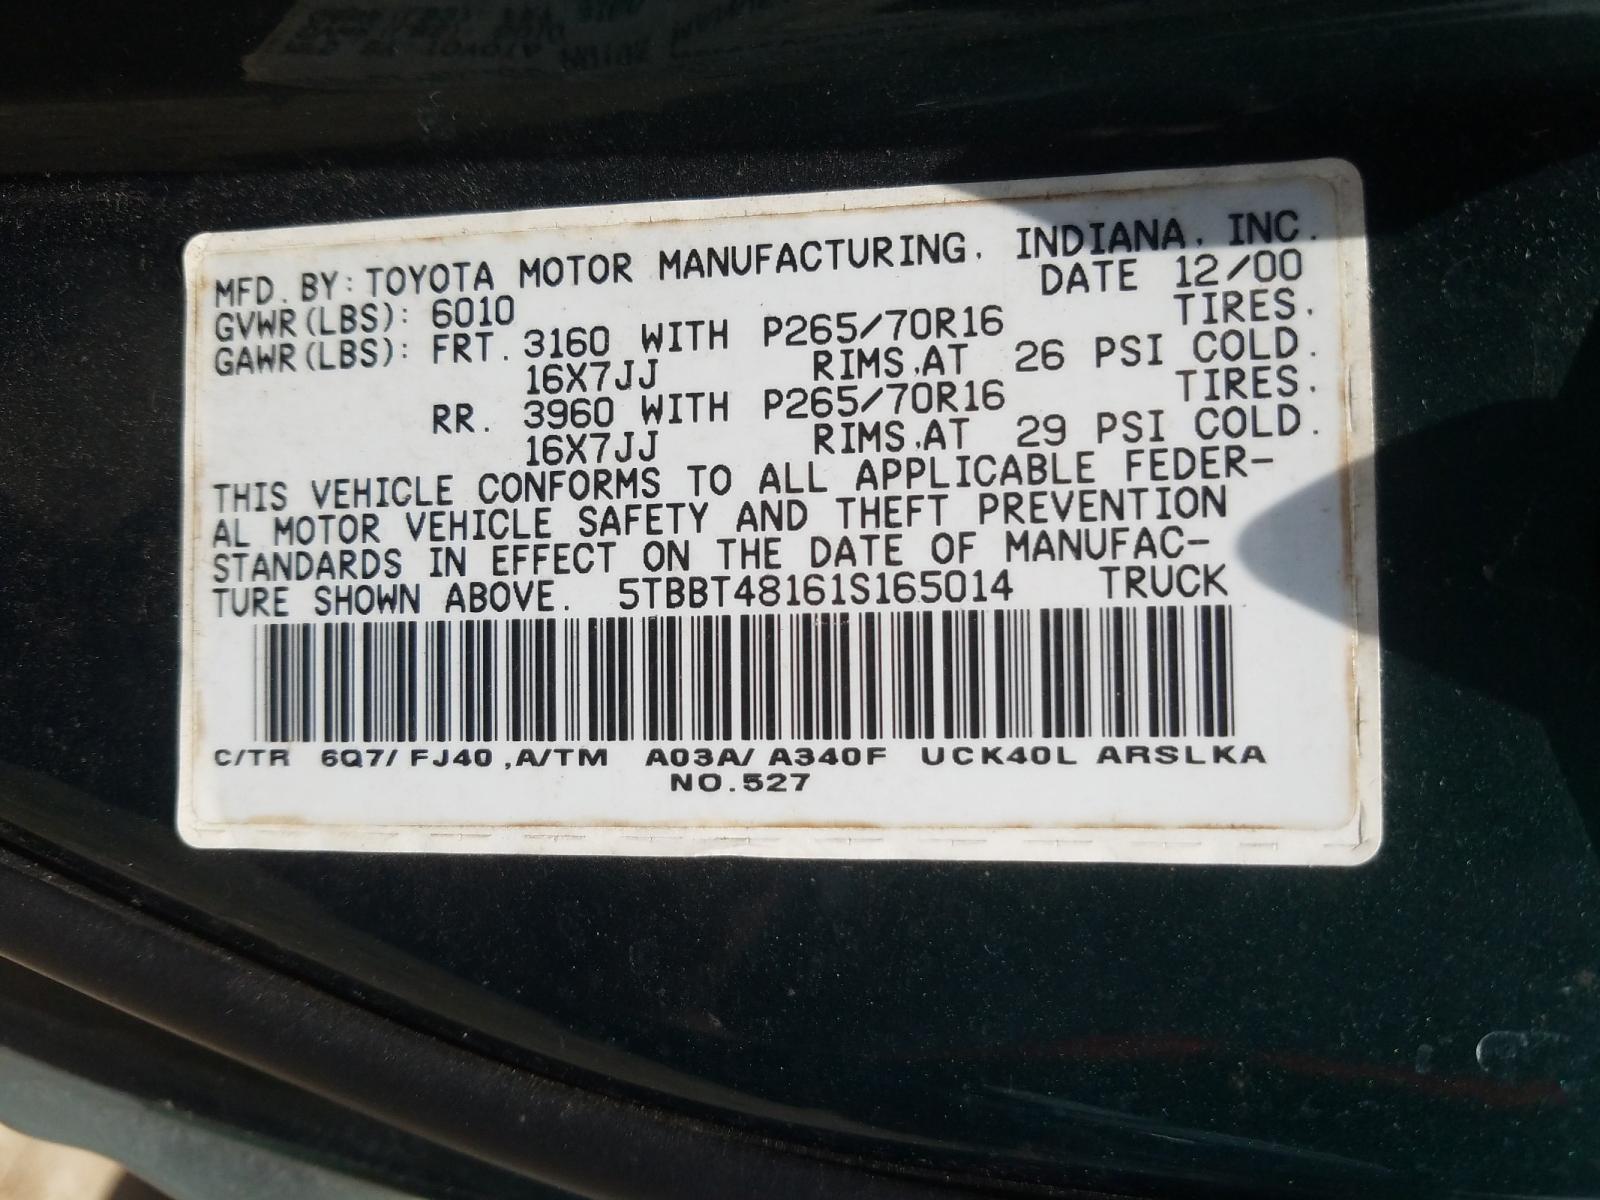 MFD. BY: TOYOTA MOTOR MANUFACTURING, INDIANA, INC.
GVWR(LBS): 6010 DATE 12/00
GAWR(LBS): FRT. 3160 WITH P265/70R16 TIRES.
16X7JJ RIMS,AT 26 PSI COLD.
RR. 3960 WITH P265/70R16 TIRES.
16X7JJ RIMS,AT 29 PSI COLD.
THIS VEHICLE CONFORMS TO ALL APPLICABLE FEDER-
AL MOTOR VEHICLE SAFETY AND THEFT PREVENTION
STANDARDS IN EFFECT ON THE DATE OF MANUFAC-
TURE SHOWN ABOVE. 5TBBT48161S165014 TRUCK
C/TR 6Q7/ FJ40 ,A/TM A03A/ A340F UCK40L ARSLKA
NO.527